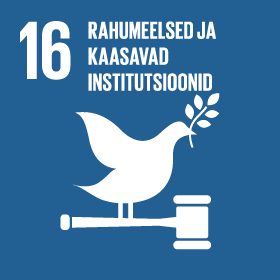 16
RAHUMEELSED JA
KAASAVAD
INSTITUTSIOONID